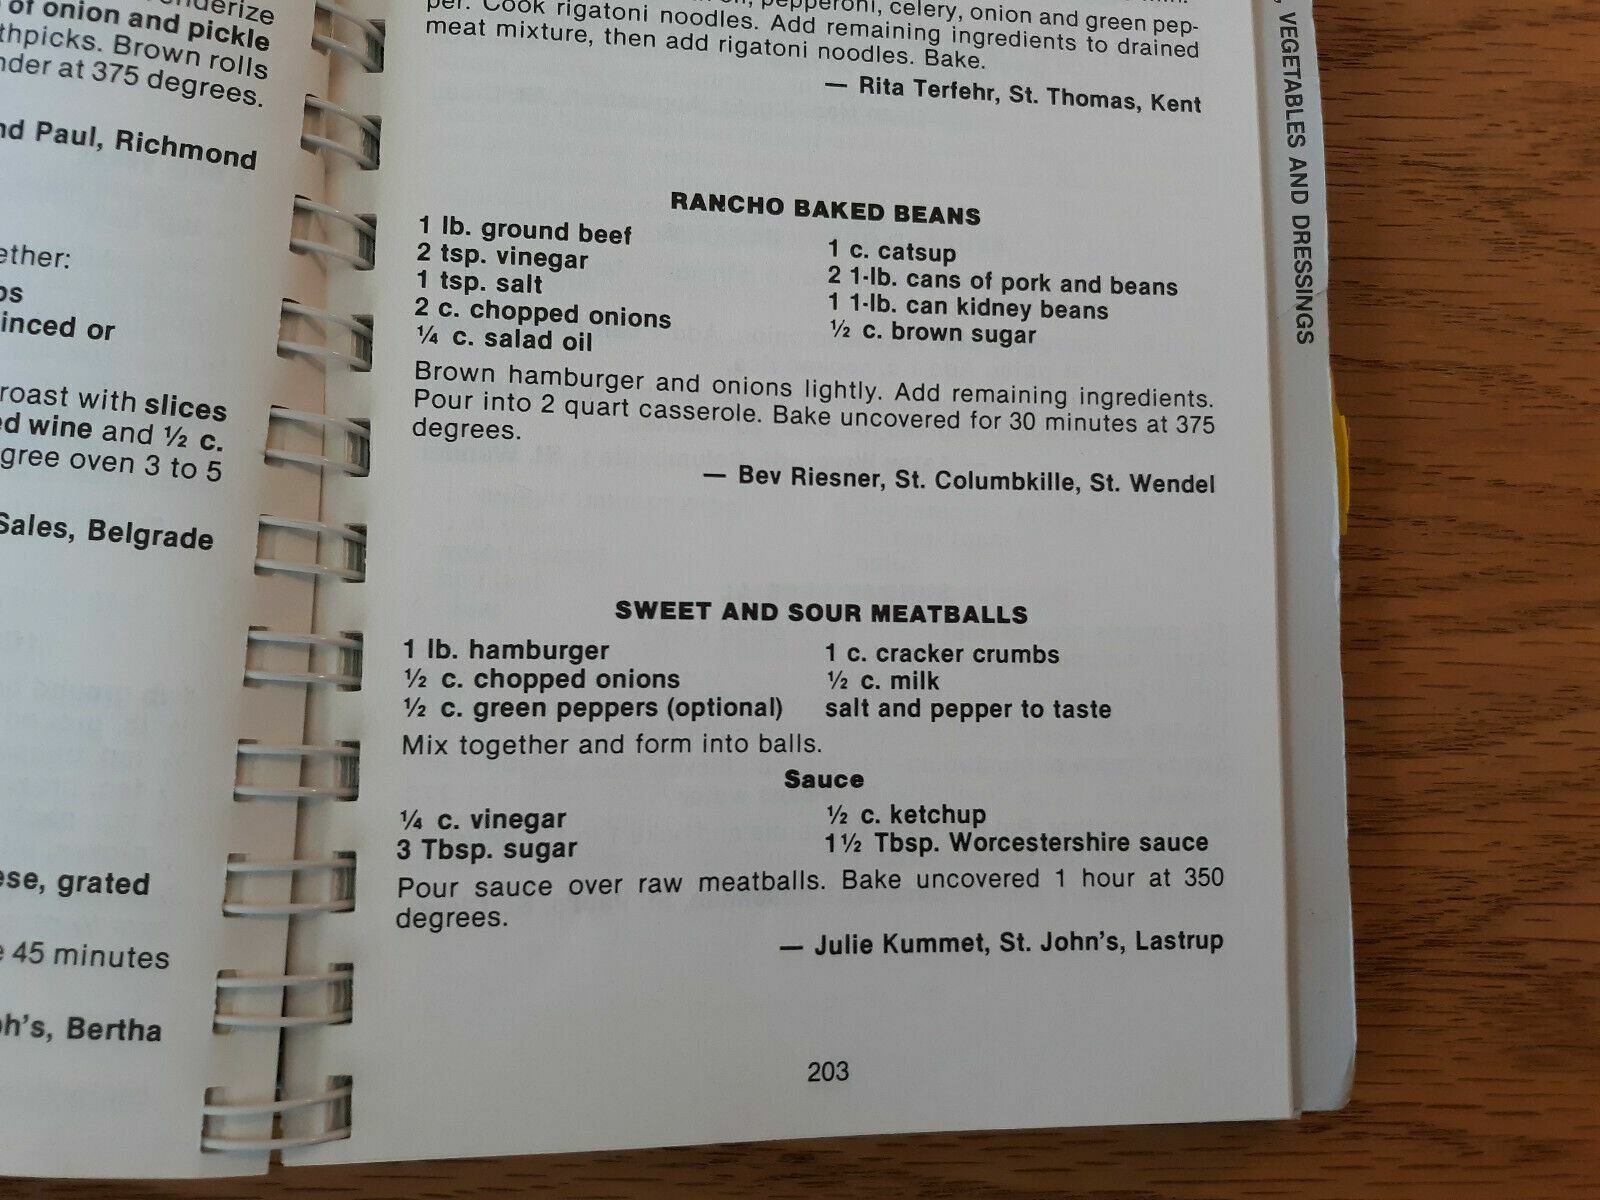 of onion and pickle
thpicks. Brown rolls
at 375 degrees.
Paul, Richmond
inced or
roast with slices
wine and ½ c.
oven 3 to 5
Sales, Belgrade
grated
45 minutes
Bertha
pepperoni, celery, onion and green pep-
per. Cook rigatoni noodles. Add remaining ingredients to drained
meat mixture, then add rigatoni noodles. Bake.
— Rita Terfehr, St. Thomas, Kent
RANCHO BAKED BEANS
1 lb. ground beef
2 tsp. vinegar
1 tsp. salt
2 c. chopped onions
¼ c. salad oil
1 c. catsup
2 1-lb. cans of pork and beans
1 1-lb. can kidney beans
½ c. brown sugar
Brown hamburger and onions lightly. Add remaining ingredients.
Pour into 2 quart casserole. Bake uncovered for 30 minutes at 375
degrees.
— Bev Riesner, St. Columbkille, St. Wendel
SWEET AND SOUR MEATBALLS
1 lb. hamburger
½ c. chopped onions
½ c. green peppers (optional)
1 c. cracker crumbs
½ c. milk
salt and pepper to taste
Mix together and form into balls.
Sauce
¼ c. vinegar
3 Tbsp. sugar
½ c. ketchup
1½ Tbsp. Worcestershire sauce
Pour sauce over raw meatballs. Bake uncovered 1 hour at 350
degrees.
— Julie Kummet, St. John's, Lastrup
203
VEGETABLES AND DRESSINGS